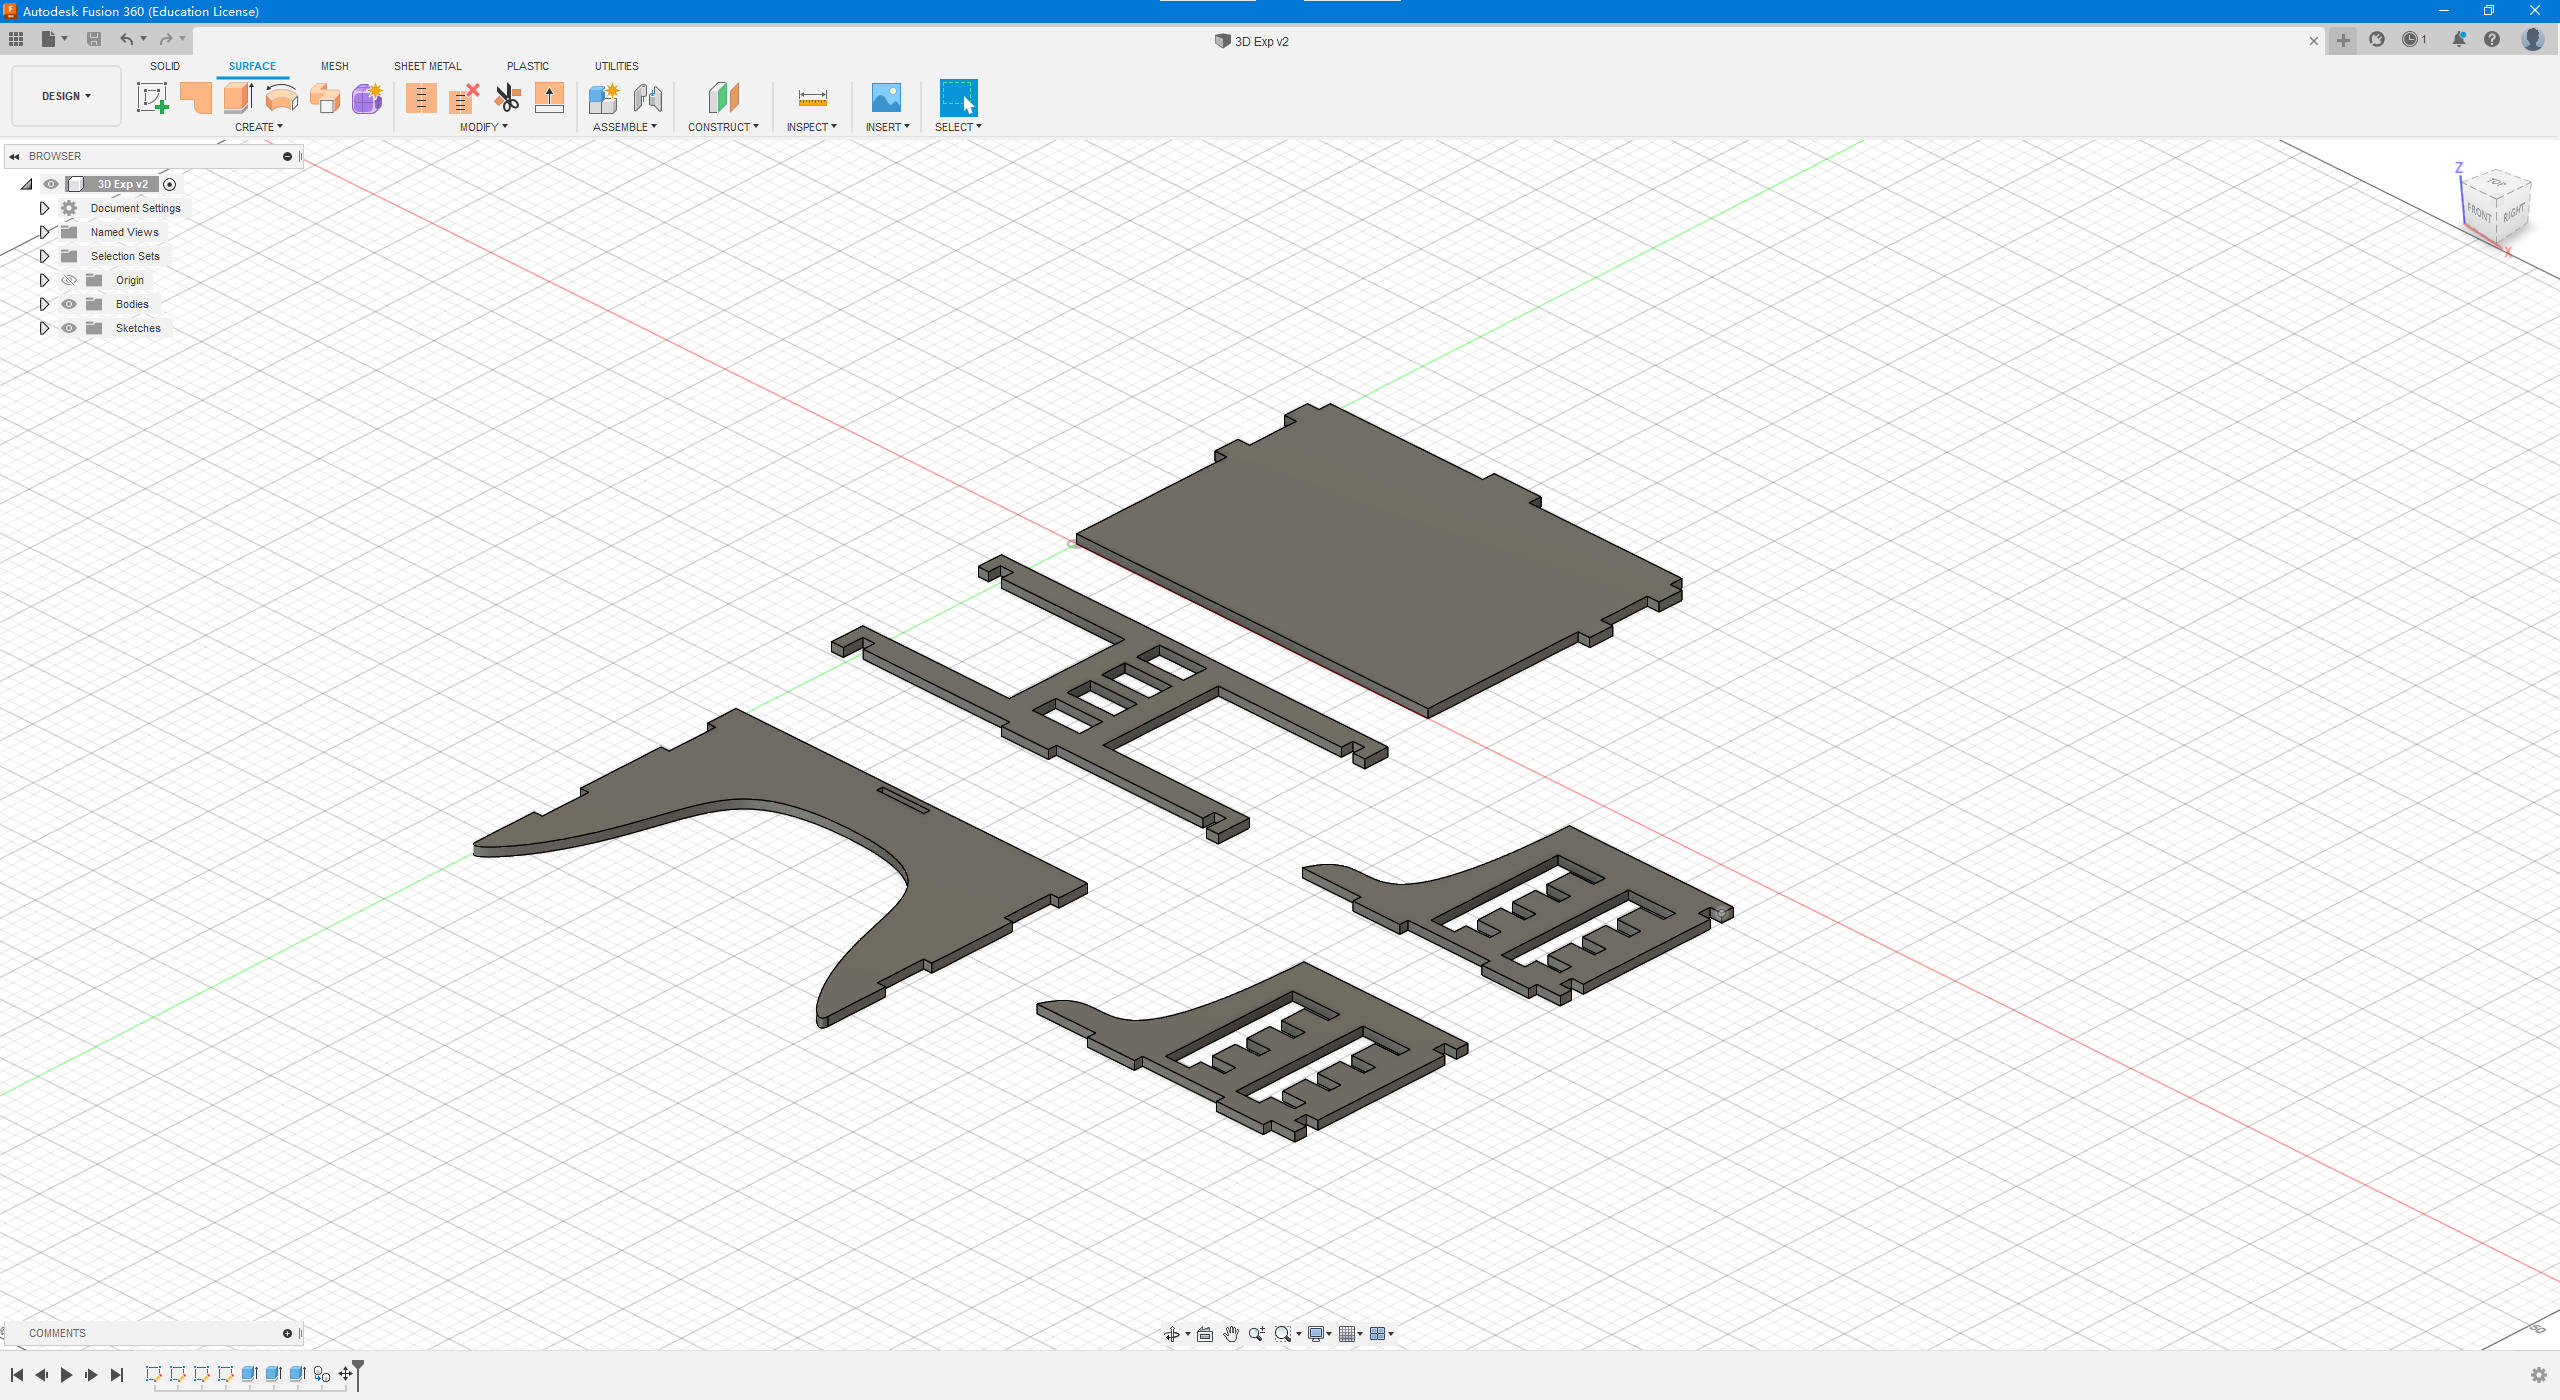 Autodesk Fusion 360 (Education License)
3D Exp v2
1
SOLID SURFACE MESH SHEET METAL PLASTIC UTILITIES
DESIGN
CREATE MODIFY ASSEMBLE CONSTRUCT INSPECT INSERT SELECT
BROWSER
3D Exp v2
Document Settings
Named Views
Selection Sets
Origin
Bodies
Sketches
Z
TOP
FRONT RIGHT
X
50
COMMENTS